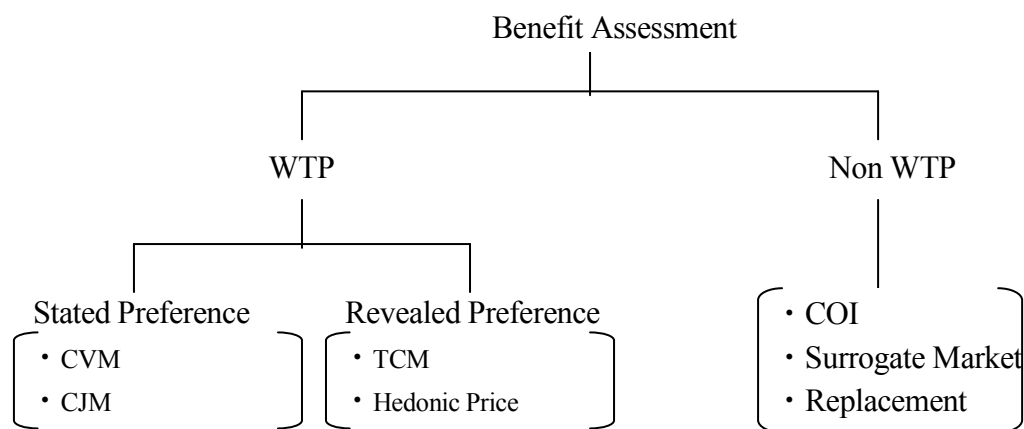 Benefit Assessment
WTP
Non WTP
Stated Preference
・CVM
・CJM
Revealed Preference
・TCM
・Hedonic Price
・COI
・Surrogate Market
・Replacement